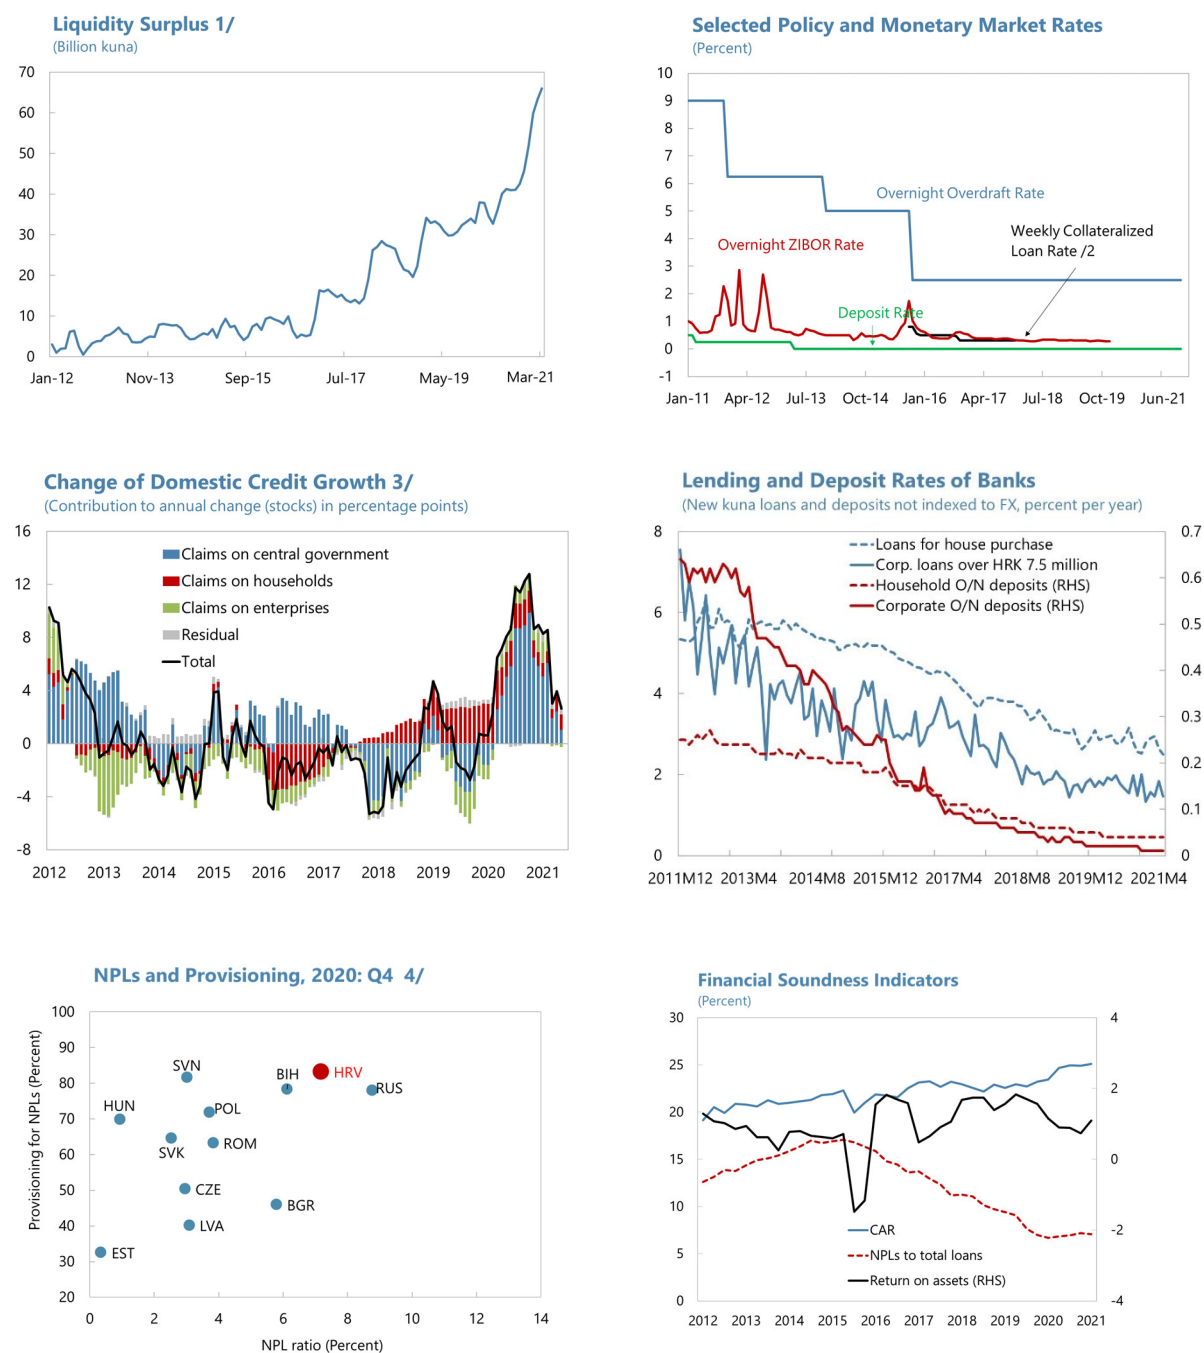 Liquidity Surplus 1/
(Billion kuna)
70
60
50
40
30
20
10
0
Jan-12 Nov-13 Sep-15 Jul-17 May-19 Mar-21
Selected Policy and Monetary Market Rates
(Percent)
10
9
8
7
6
5
4
3
2
1
0
-1
Overnight Overdraft Rate
Weekly Collateralized
Loan Rate /2
Overnight ZIBOR Rate
Deposit Rate
Jan-11 Apr-12 Jul-13 Oct-14 Jan-16 Apr-17 Jul-18 Oct-19 Jun-21
Change of Domestic Credit Growth 3/
(Contribution to annual change (stocks) in percentage points)
16
12
8
4
0
-4
-8
Claims on central government
Claims on households
Claims on enterprises
Residual
Total
2012 2013 2014 2015 2016 2017 2018 2019 2020 2021
Lending and Deposit Rates of Banks
(New kuna loans and deposits not indexed to FX, percent per year)
8
6
4
2
0
Loans for house purchase
Corp. loans over HRK 7.5 million
Household O/N deposits (RHS)
Corporate O/N deposits (RHS)
0.7
0.6
0.5
0.4
0.3
0.2
0.1
0
2011M12 2013M4 2014M8 2015M12 2017M4 2018M8 2019M12 2021M4
NPLs and Provisioning, 2020: Q4 4/
Provisioning for NPLs (Percent)
100
90
80
70
60
50
40
30
20
SVN
BIH
HRV
RUS
HUN
POL
SVK
ROM
CZE
BGR
LVA
EST
0 2 4 6 8 10 12 14
NPL ratio (Percent)
Financial Soundness Indicators
(Percent)
30
25
20
15
10
5
0
4
2
0
-2
-4
CAR
NPLs to total loans
Return on assets (RHS)
2012 2013 2014 2015 2016 2017 2018 2019 2020 2021